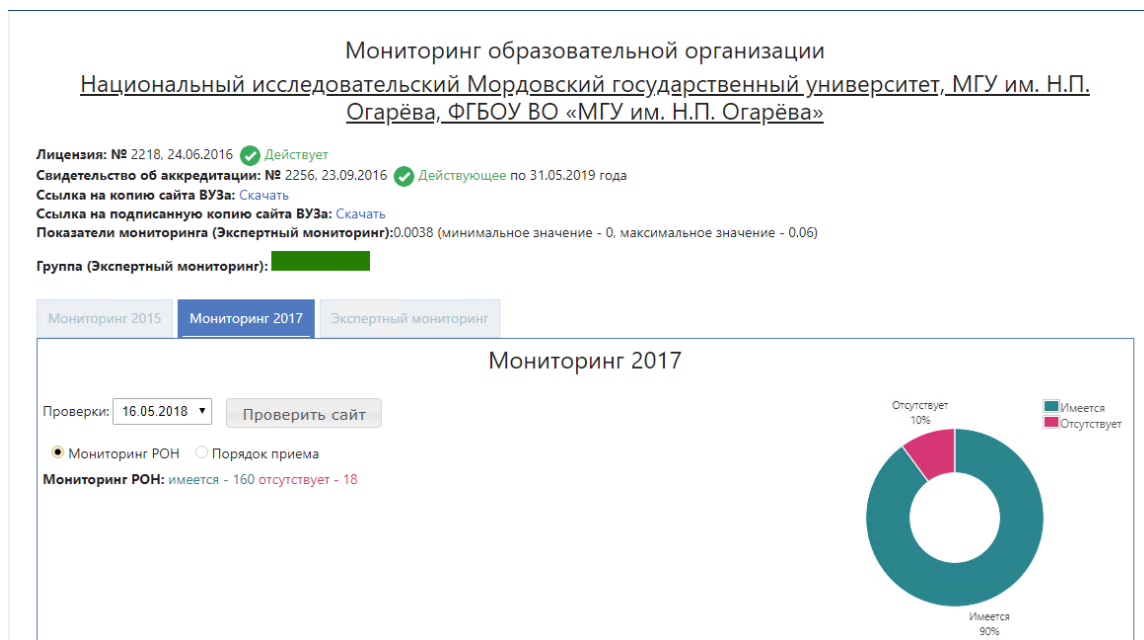 Мониторинг образовательной организации
Национальный исследовательский Мордовский государственный университет, МГУ им. Н.П.
Огарёва, ФГБОУ ВО «МГУ им. Н.П. Огарёва»
Лицензия: № 2218, 24.06.2016 Действует
Свидетельство об аккредитации: № 2256, 23.09.2016 Действующее по 31.05.2019 года
Ссылка на копию сайта ВУЗа: Скачать
Ссылка на подписанную копию сайта ВУЗа: Скачать
Показатели мониторинга (Экспертный мониторинг):0.0038 (минимальное значение - 0, максимальное значение - 0.06)
Группа (Экспертный мониторинг):
Мониторинг 2015 Мониторинг 2017 Экспертный мониторинг
Мониторинг 2017
Проверки: 16.05.2018 Проверить сайт
Мониторинг РОН Порядок приема
Мониторинг РОН: имеется - 160 отсутствует - 18
Отсутствует
10%
Имеется
Отсутствует
Имеется
90%